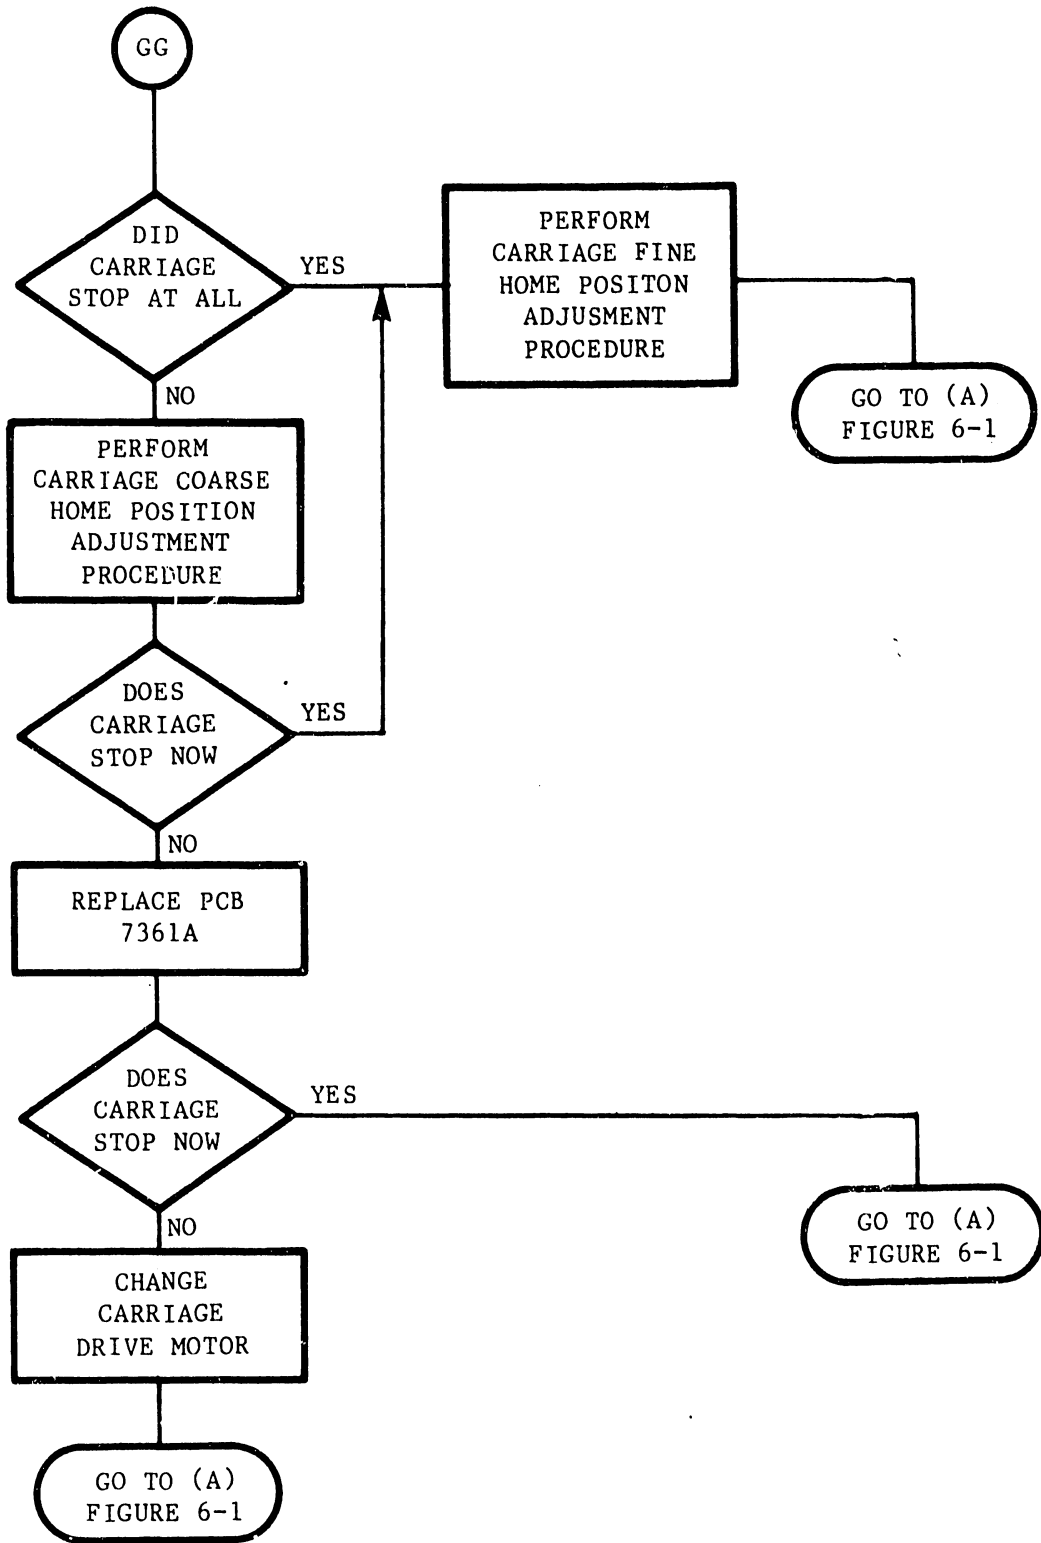 GG
DID
CARRIAGE
STOP AT ALL
YES
PERFORM
CARRIAGE FINE
HOME POSITON
ADJUSMENT
PROCEDURE
GO TO (A)
FIGURE 6-1
NO
PERFORM
CARRIAGE COARSE
HOME POSITION
ADJUSTMENT
PROCEDURE
DOES
CARRIAGE
STOP NOW
YES
NO
REPLACE PCB
7361A
DOES
CARRIAGE
STOP NOW
YES
GO TO (A)
FIGURE 6-1
NO
CHANGE
CARRIAGE
DRIVE MOTOR
GO TO (A)
FIGURE 6-1